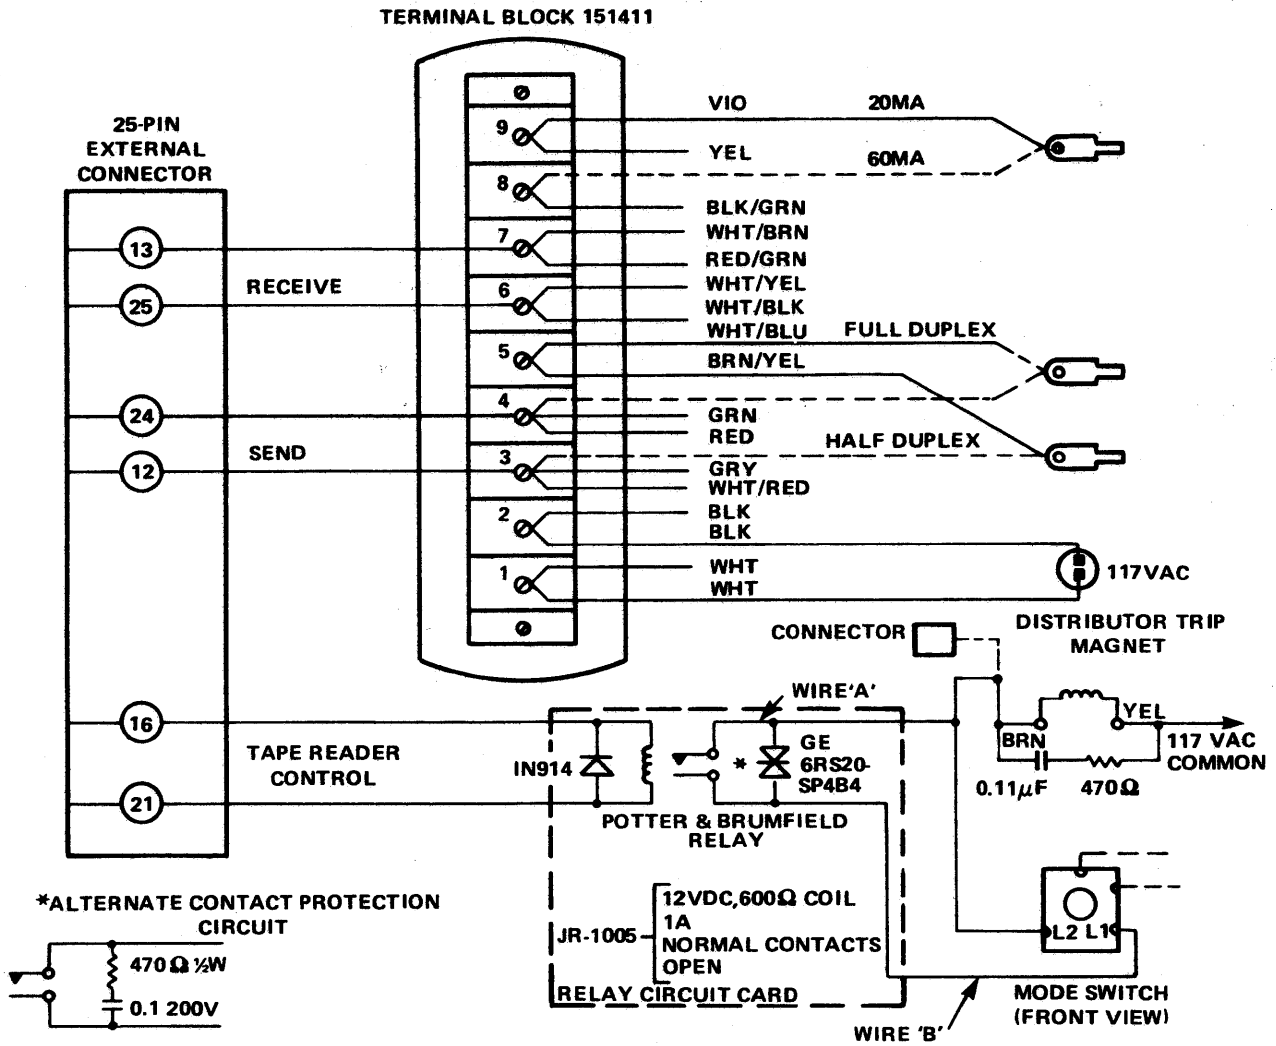 TERMINAL BLOCK 151411
25-PIN
EXTERNAL
CONNECTOR
13
25
24
12
16
21
RECEIVE
SEND
TAPE READER
CONTROL
9
8
7
6
5
4
3
2
1
VIO
20MA
YEL
60MA
BLK/GRN
WHT/BRN
RED/GRN
WHT/YEL
WHT/BLK
WHT/BLU
FULL DUPLEX
BRN/YEL
GRN
RED
HALF DUPLEX
GRY
WHT/RED
BLK
BLK
WHT
WHT
117VAC
CONNECTOR
DISTRIBUTOR TRIP
MAGNET
WIRE 'A'
YEL
BRN
117 VAC
COMMON
0.11µF
470Ω
IN914
*
GE
6RS20-
SP4B4
POTTER & BRUMFIELD
RELAY
JR-1005
12VDC,600Ω COIL
1A
NORMAL CONTACTS
OPEN
RELAY CIRCUIT CARD
L2 L1
MODE SWITCH
(FRONT VIEW)
WIRE 'B'
*ALTERNATE CONTACT PROTECTION
CIRCUIT
470Ω ½W
0.1 200V